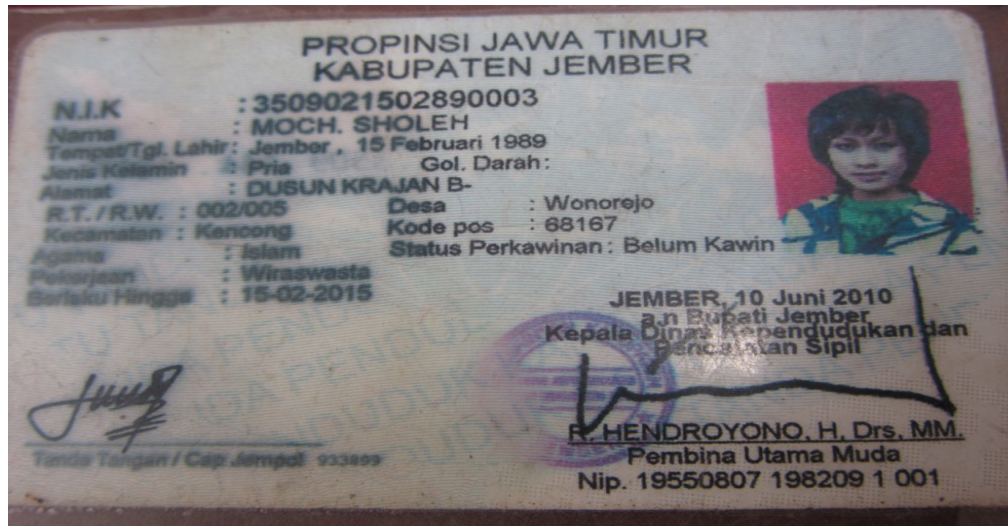 PROPINSI JAWA TIMUR
KABUPATEN JEMBER
N.I.K : 3509021502890003
Nama : MOCH. SHOLEH
Tempat/Tgl. Lahir : Jember , 15 Februari 1989
Jenis Kelamin : Pria Gol. Darah :
Alamat : DUSUN KRAJAN B-
R.T. / R.W. : 002/005 Desa : Wonorejo
Kecamatan : Kencong Kode pos : 68167
Agama : Islam Status Perkawinan : Belum Kawin
Pekerjaan : Wiraswasta
Berlaku Hingga : 15-02-2015
JEMBER, 10 Juni 2010
a.n Bupati Jember
Kepala Dinas Kependudukan dan
Pencatatan Sipil
Tanda Tangan / Cap Jempol 933899
R. HENDROYONO, H, Drs, MM.
Pembina Utama Muda
Nip. 19550807 198209 1 001